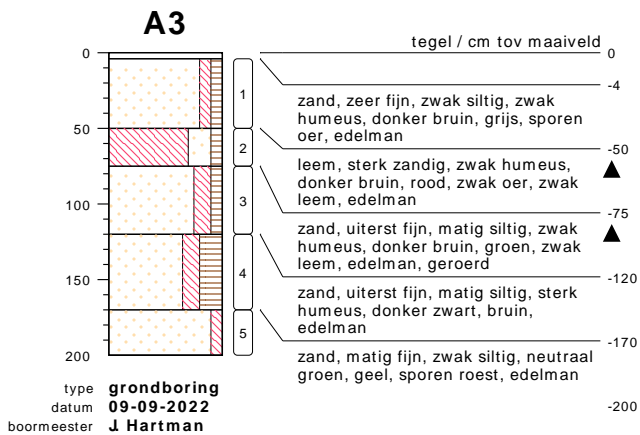 A3
tegel / cm tov maaiveld
0
0
-4
1
zand, zeer fijn, zwak siltig, zwak
humeus, donker bruin, grijs, sporen
oer, edelman
50
-50
2
leem, sterk zandig, zwak humeus,
donker bruin, rood, zwak oer, zwak
leem, edelman
-75
3
100
zand, uiterst fijn, matig siltig, zwak
humeus, donker bruin, groen, zwak
leem, edelman, geroerd
-120
4
150
zand, uiterst fijn, matig siltig, sterk
humeus, donker zwart, bruin,
edelman
-170
5
200
zand, matig fijn, zwak siltig, neutraal
groen, geel, sporen roest, edelman
-200
type grondboring
datum 09-09-2022
boormeester J. Hartman